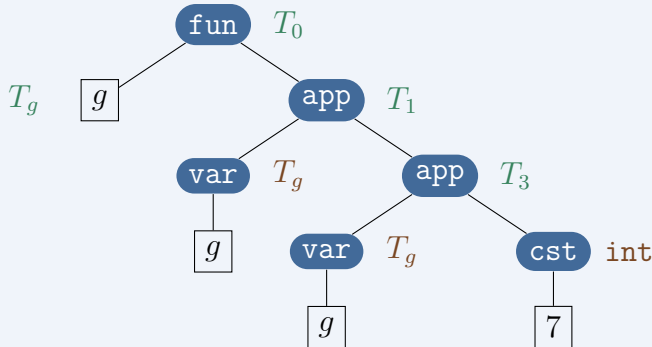 fun T_0
T_g g app T_1
var T_g app T_3
g var T_g cst int
g 7